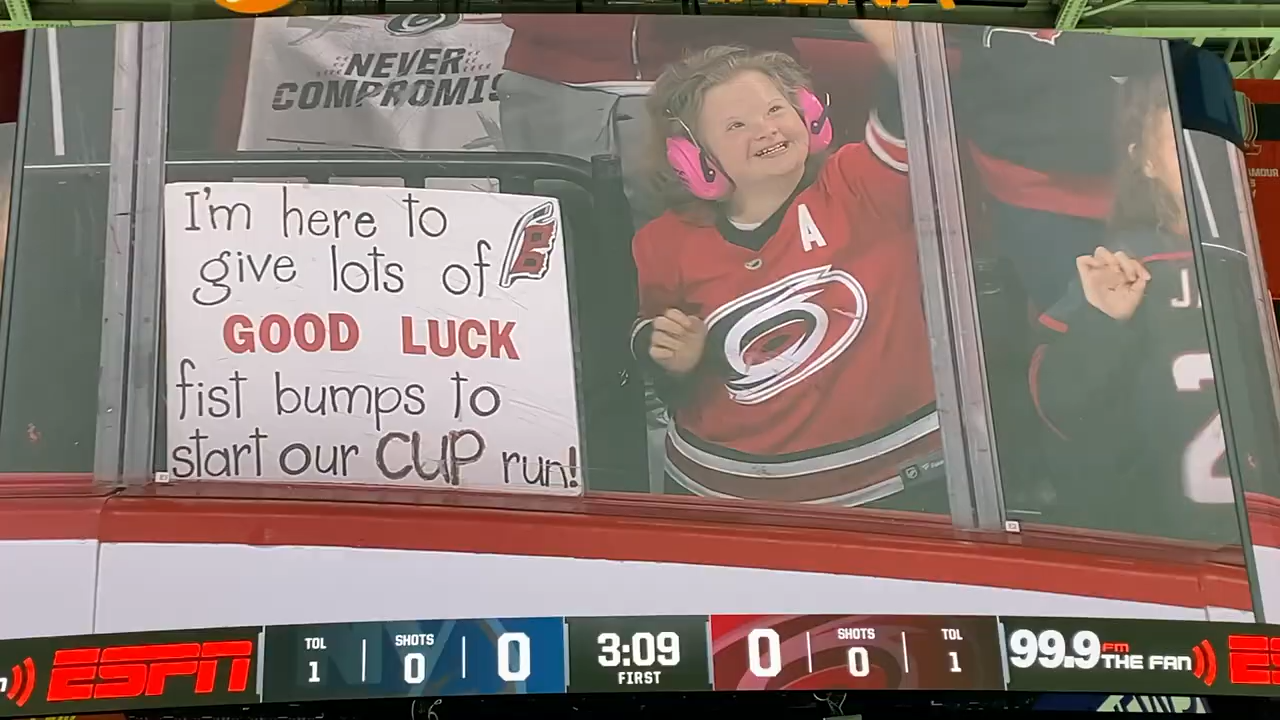 NEVER
COMPROMIS
I'm here to
give lots of
GOOD LUCK
fist bumps to
start our CUP run!
A
2
ESPN
TOL
1
SHOTS
0
0
3:09
FIRST
0
SHOTS
0
TOL
1
99.9 FM
THE FAN